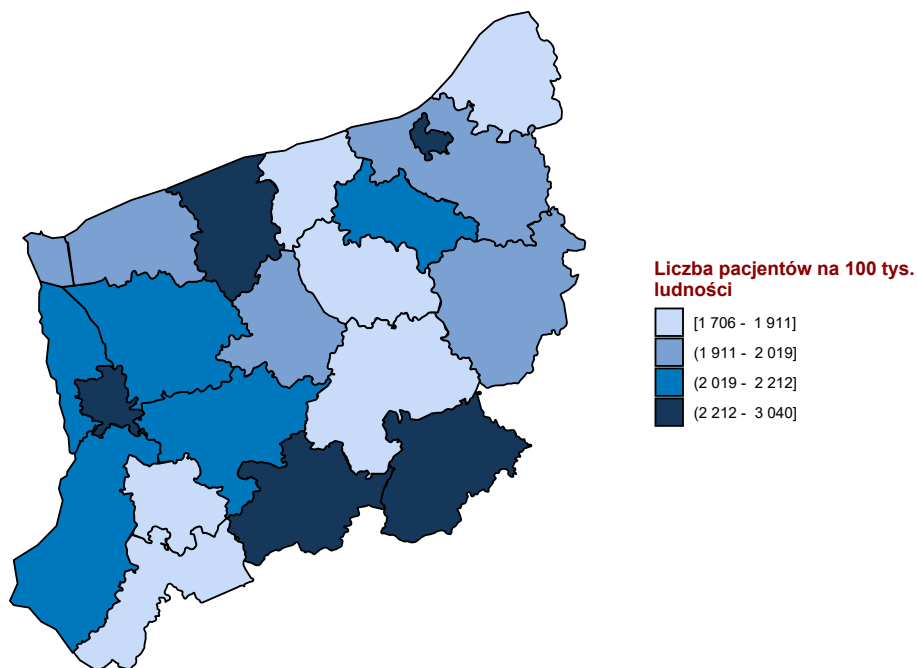 Liczba pacjentów na 100 tys.
ludności
[1 706 - 1 911]
(1 911 - 2 019]
(2 019 - 2 212]
(2 212 - 3 040]